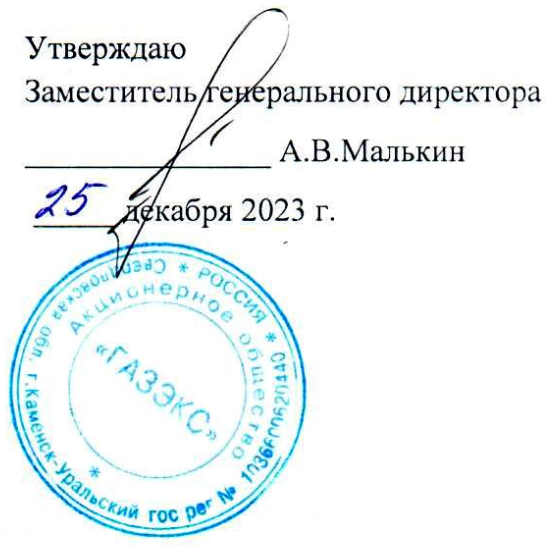 Утверждаю
Заместитель генерального директора
А.В.Малькин
25 декабря 2023 г.
* РОССИЯ * Свердловская обл. г.Каменск-Уральский гос рег №
Акционерное общество *
«ГАЗЭКС»